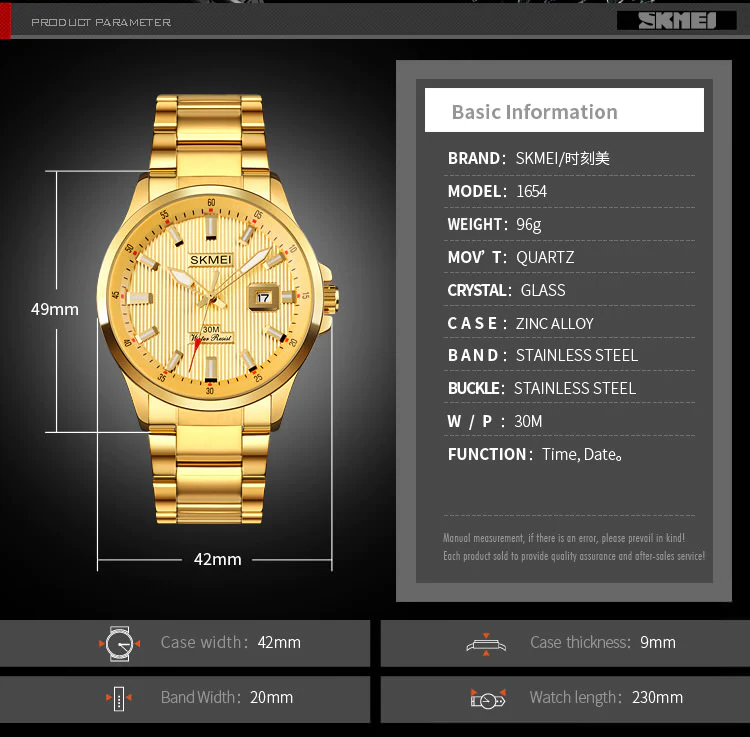 PRODUCT PARAMETER
SKMEI
Basic Information
BRAND: SKMEI/时刻美
MODEL: 1654
WEIGHT: 96g
MOV' T: QUARTZ
CRYSTAL: GLASS
CASE: ZINC ALLOY
BAND: STAINLESS STEEL
BUCKLE: STAINLESS STEEL
W / P : 30M
FUNCTION: Time, Date。
Manual measurement, if there is an error, please prevail in kind!
Each product sold to provide quality assurance and after-sales service!
49mm
60
05
10
15
20
25
30
35
40
45
50
55
SKMEI
17
30M
Water Resist
42mm
Case width: 42mm
Case thickness: 9mm
Band Width: 20mm
Watch length: 230mm